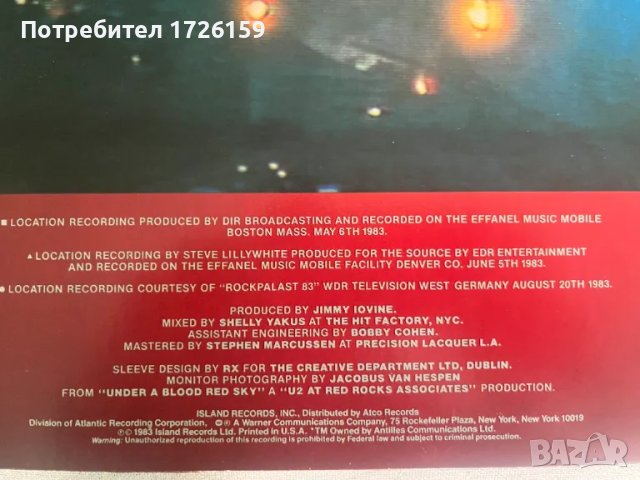 Потребител 1726159
■ LOCATION RECORDING PRODUCED BY DIR BROADCASTING AND RECORDED ON THE EFFANEL MUSIC MOBILE
BOSTON MASS. MAY 6TH 1983.
▲ LOCATION RECORDING BY STEVE LILLYWHITE PRODUCED FOR THE SOURCE BY EDR ENTERTAINMENT
AND RECORDED ON THE EFFANEL MUSIC MOBILE FACILITY DENVER CO. JUNE 5TH 1983.
● LOCATION RECORDING COURTESY OF "ROCKPALAST 83" WDR TELEVISION WEST GERMANY AUGUST 20TH 1983.
PRODUCED BY JIMMY IOVINE.
MIXED BY SHELLY YAKUS AT THE HIT FACTORY, NYC.
ASSISTANT ENGINEERING BY BOBBY COHEN.
MASTERED BY STEPHEN MARCUSSEN AT PRECISION LACQUER L.A.
SLEEVE DESIGN BY RX FOR THE CREATIVE DEPARTMENT LTD, DUBLIN.
MONITOR PHOTOGRAPHY BY JACOBUS VAN HESPEN
FROM "UNDER A BLOOD RED SKY" A "U2 AT RED ROCKS ASSOCIATES" PRODUCTION.
ISLAND RECORDS, INC., Distributed by Atco Records
Division of Atlantic Recording Corporation, A Warner Communications Company, 75 Rockefeller Plaza, New York, New York 10019
℗© 1983 Island Records Ltd. Printed in U.S.A. *TM Owned by Antilles Communications Ltd.
Warning: Unauthorized reproduction of this recording is prohibited by Federal law and subject to criminal prosecution.
BAZAR
bg